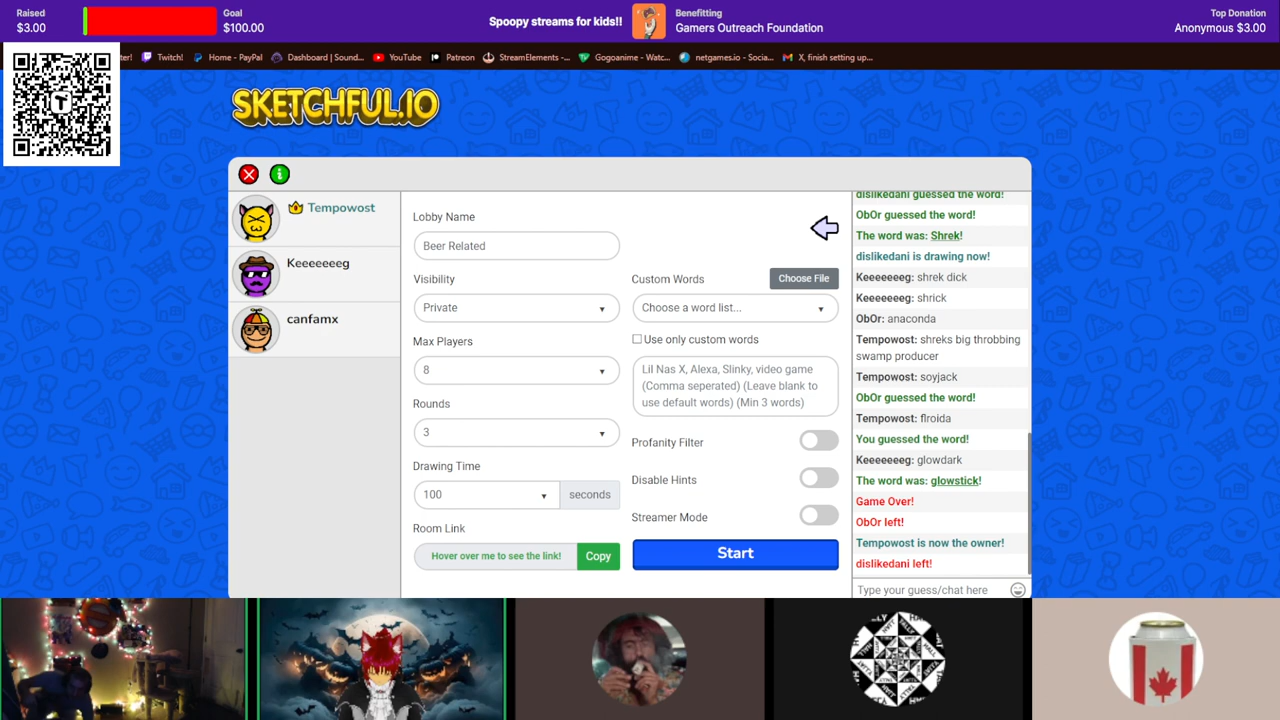 Raised
$3.00
Goal
$100.00
Spoopy streams for kids!!
Benefitting
Gamers Outreach Foundation
Top Donation
Anonymous $3.00
ter!
Twitch!
Home - PayPal
Dashboard | Sound...
YouTube
Patreon
StreamElements -...
Gogoanime - Watc...
netgames.io - Socia...
X, finish setting up...
SKETCHFUL.IO
Tempowost
Keeeeeeeg
canfamx
Lobby Name
Beer Related
Visibility
Private
Max Players
8
Rounds
3
Drawing Time
100
seconds
Room Link
Hover over me to see the link!
Copy
Custom Words
Choose File
Choose a word list...
Use only custom words
Lil Nas X, Alexa, Slinky, video game
(Comma seperated) (Leave blank to
use default words) (Min 3 words)
Profanity Filter
Disable Hints
Streamer Mode
Start
dislikedani guessed the word!
ObOr guessed the word!
The word was: Shrek!
dislikedani is drawing now!
Keeeeeeeg: shrek dick
Keeeeeeeg: shrick
ObOr: anaconda
Tempowost: shreks big throbbing
swamp producer
Tempowost: soyjack
ObOr guessed the word!
Tempowost: flroida
You guessed the word!
Keeeeeeeg: glowdark
The word was: glowstick!
Game Over!
ObOr left!
Tempowost is now the owner!
dislikedani left!
Type your guess/chat here